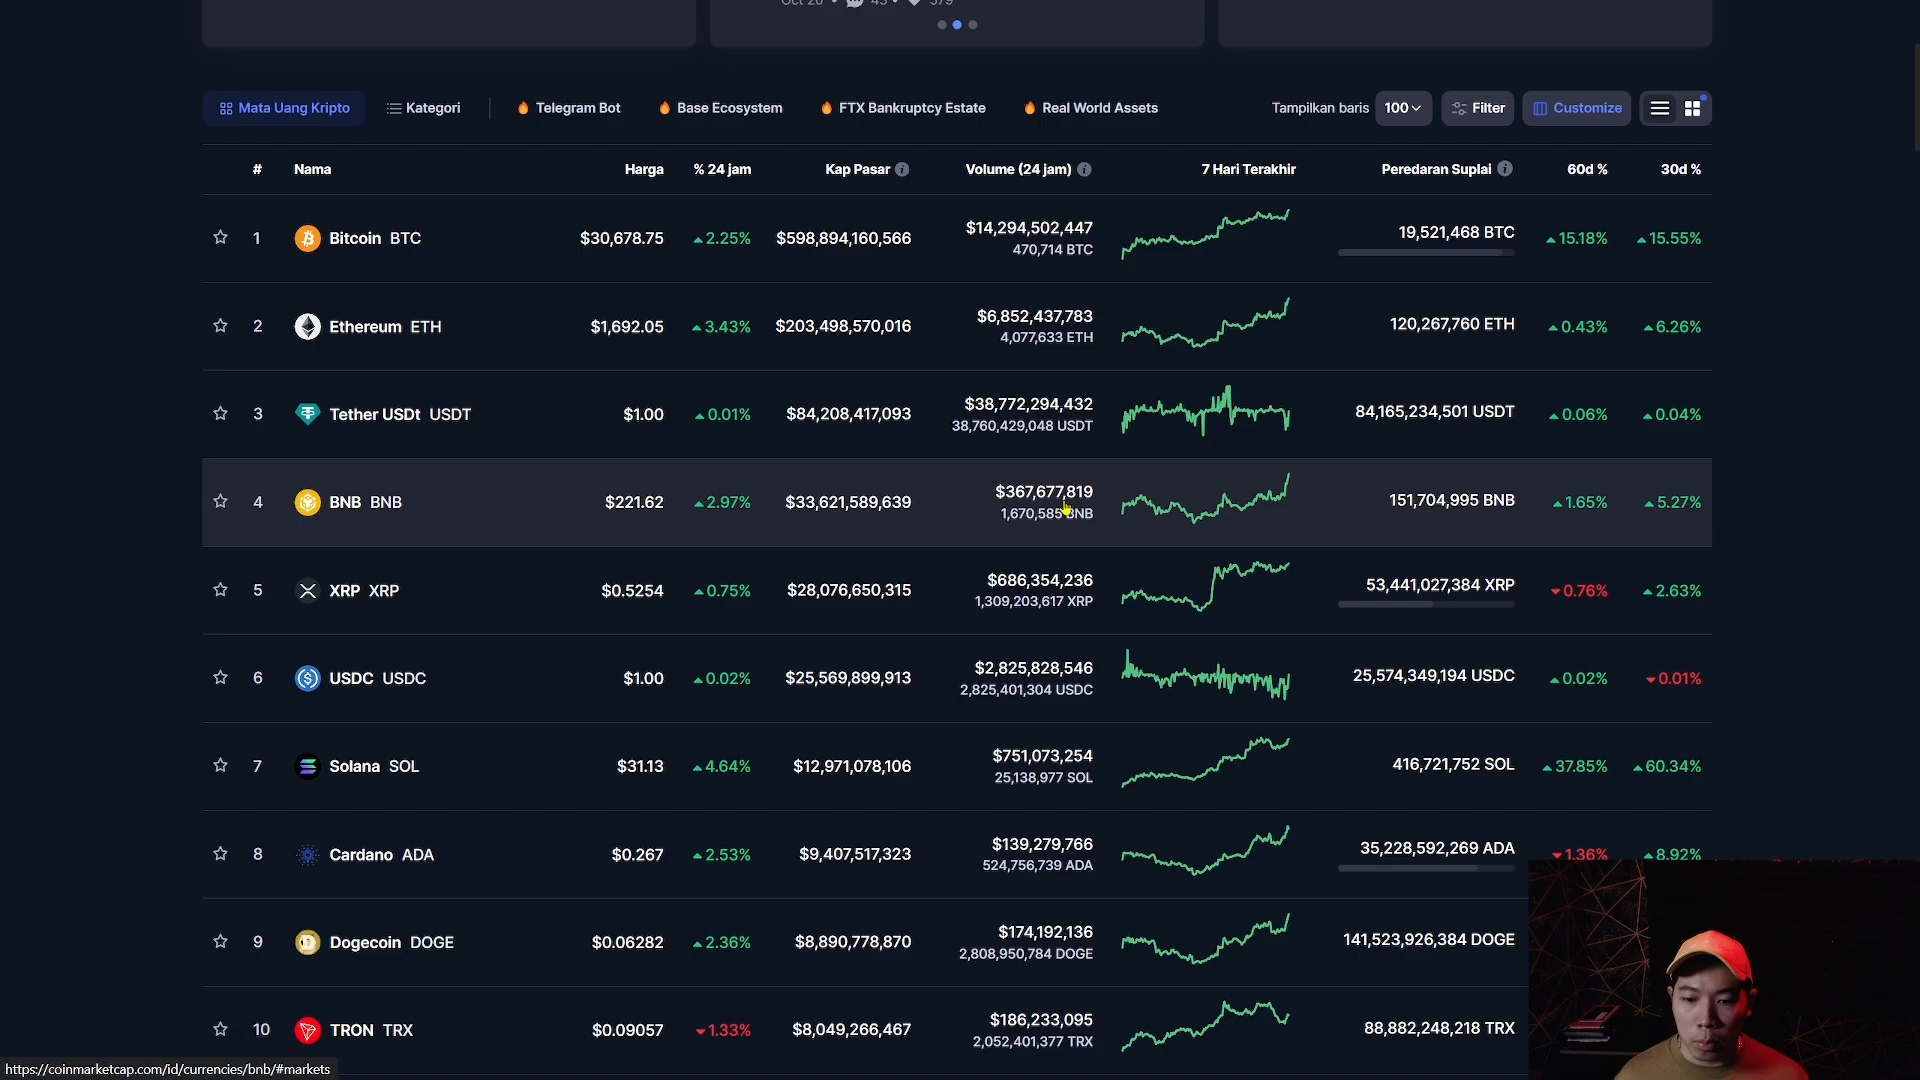 Oct 20 • 43 • 579
Mata Uang Kripto Kategori Telegram Bot Base Ecosystem FTX Bankruptcy Estate Real World Assets Tampilkan baris 100 Filter Customize
# Nama Harga % 24 jam Kap Pasar Volume (24 jam) 7 Hari Terakhir Peredaran Suplai 60d % 30d %
1 Bitcoin BTC $30,678.75 2.25% $598,894,160,566 $14,294,502,447 19,521,468 BTC 15.18% 15.55%
470,714 BTC
2 Ethereum ETH $1,692.05 3.43% $203,498,570,016 $6,852,437,783 120,267,760 ETH 0.43% 6.26%
4,077,633 ETH
3 Tether USDt USDT $1.00 0.01% $84,208,417,093 $38,772,294,432 84,165,234,501 USDT 0.06% 0.04%
38,760,429,048 USDT
4 BNB BNB $221.62 2.97% $33,621,589,639 $367,677,819 151,704,995 BNB 1.65% 5.27%
1,670,585 BNB
5 XRP XRP $0.5254 0.75% $28,076,650,315 $686,354,236 53,441,027,384 XRP 0.76% 2.63%
1,309,203,617 XRP
6 USDC USDC $1.00 0.02% $25,569,899,913 $2,825,828,546 25,574,349,194 USDC 0.02% 0.01%
2,825,401,304 USDC
7 Solana SOL $31.13 4.64% $12,971,078,106 $751,073,254 416,721,752 SOL 37.85% 60.34%
25,138,977 SOL
8 Cardano ADA $0.267 2.53% $9,407,517,323 $139,279,766 35,228,592,269 ADA 1.36% 8.92%
524,756,739 ADA
9 Dogecoin DOGE $0.06282 2.36% $8,890,778,870 $174,192,136 141,523,926,384 DOGE
2,808,950,784 DOGE
10 TRON TRX $0.09057 1.33% $8,049,266,467 $186,233,095 88,882,248,218 TRX
2,052,401,377 TRX
https://coinmarketcap.com/id/currencies/bnb/#markets